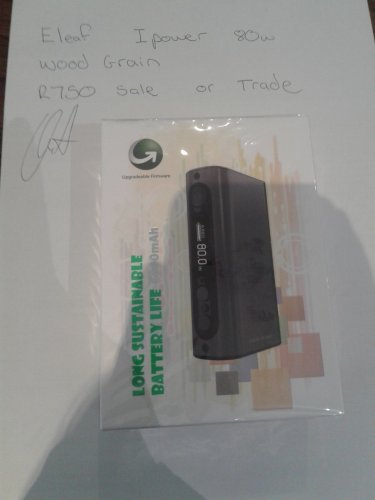 Eleaf Ipower 80w
Wood Grain
R750 Sale or Trade
Upgradeable Firmware
80.0
LONG SUSTAINABLE
BATTERY LIFE